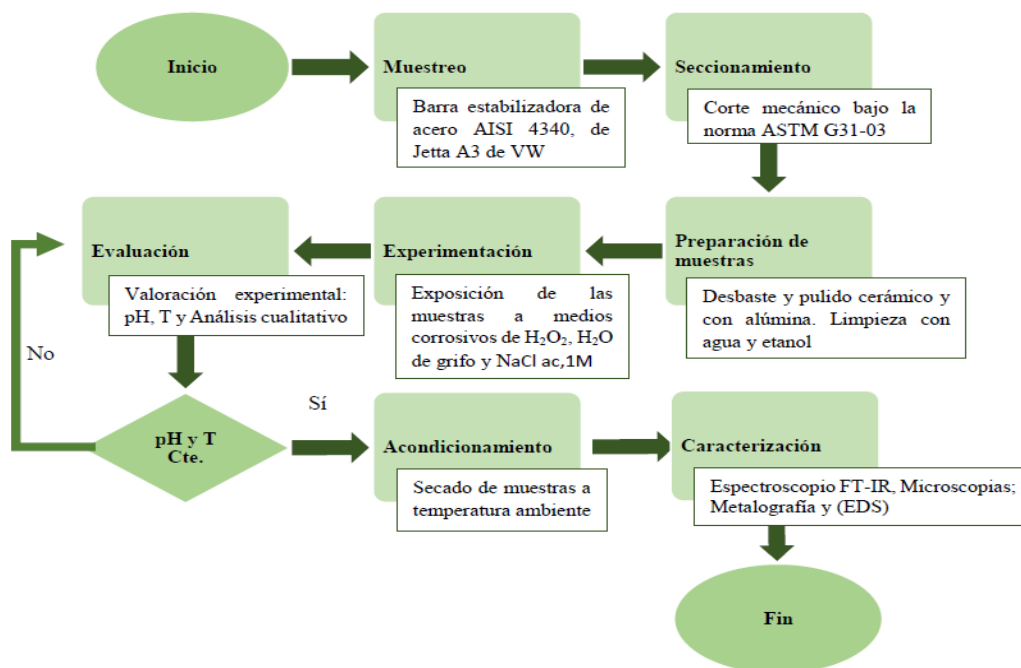 Inicio
Muestreo
Barra estabilizadora de
acero AISI 4340, de
Jetta A3 de VW
Seccionamiento
Corte mecánico bajo la
norma ASTM G31-03
Preparación de
muestras
Desbaste y pulido cerámico y
con alúmina. Limpieza con
agua y etanol
Experimentación
Exposición de las
muestras a medios
corrosivos de H₂O₂, H₂O
de grifo y NaCl ac,1M
Evaluación
Valoración experimental:
pH, T y Análisis cualitativo
No
pH y T
Cte.
Sí
Acondicionamiento
Secado de muestras a
temperatura ambiente
Caracterización
Espectroscopio FT-IR, Microscopias;
Metalografía y (EDS)
Fin